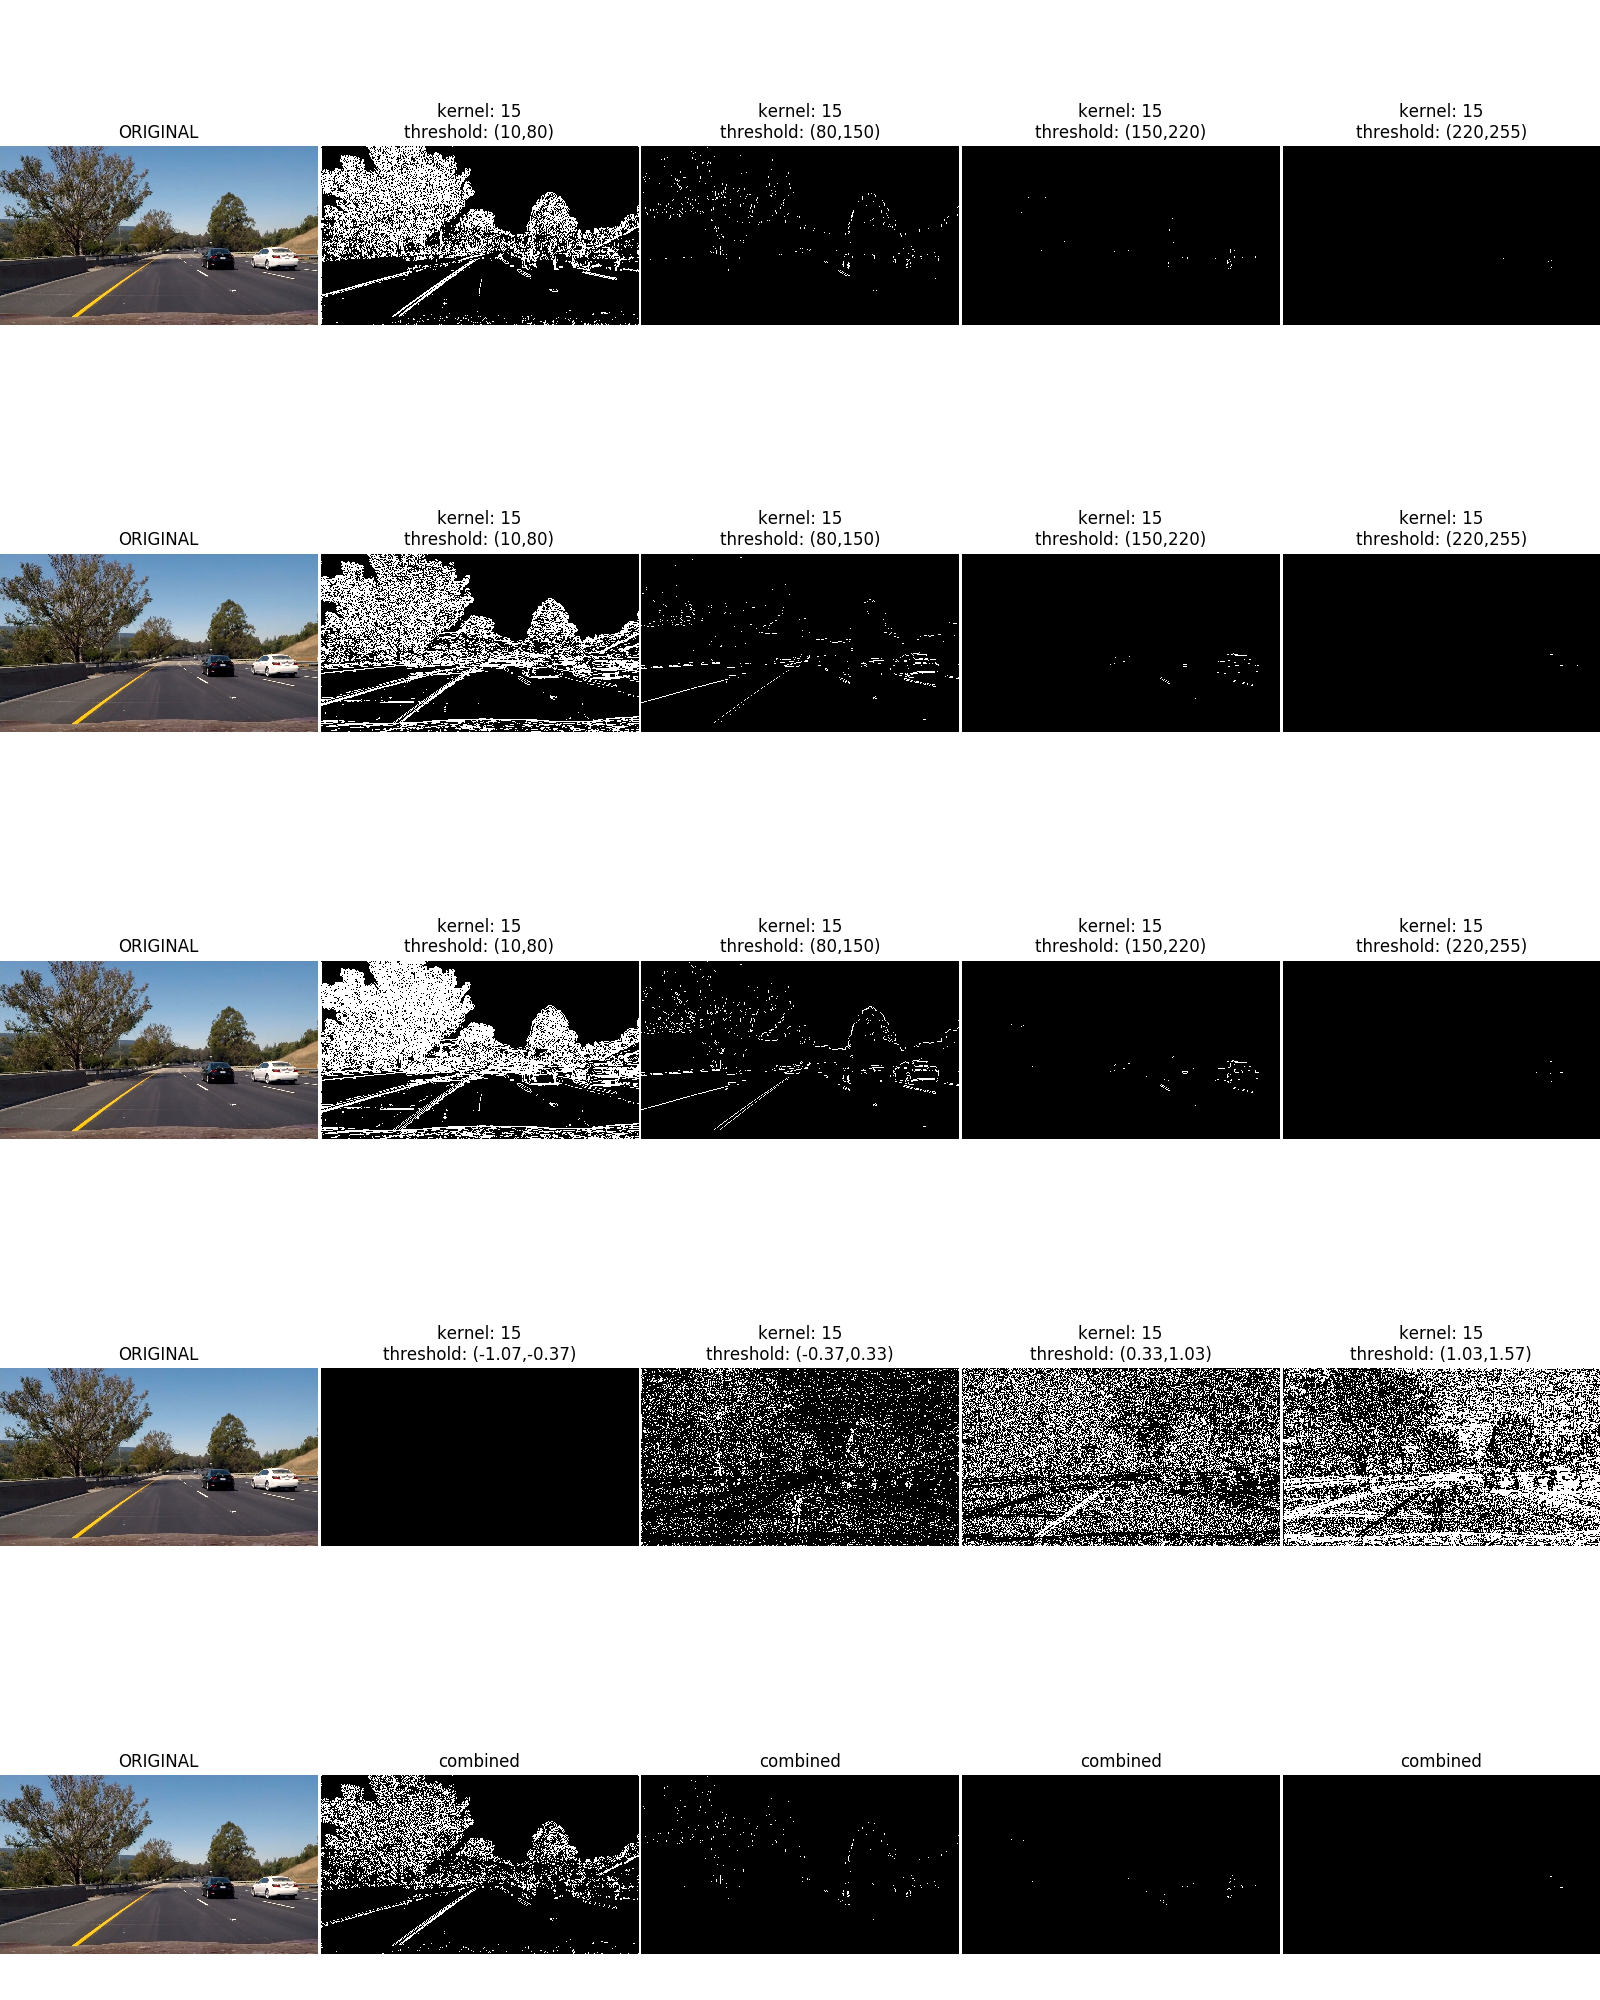 ORIGINAL
kernel: 15
threshold: (10,80)
kernel: 15
threshold: (80,150)
kernel: 15
threshold: (150,220)
kernel: 15
threshold: (220,255)
ORIGINAL
kernel: 15
threshold: (10,80)
kernel: 15
threshold: (80,150)
kernel: 15
threshold: (150,220)
kernel: 15
threshold: (220,255)
ORIGINAL
kernel: 15
threshold: (10,80)
kernel: 15
threshold: (80,150)
kernel: 15
threshold: (150,220)
kernel: 15
threshold: (220,255)
ORIGINAL
kernel: 15
threshold: (-1.07,-0.37)
kernel: 15
threshold: (-0.37,0.33)
kernel: 15
threshold: (0.33,1.03)
kernel: 15
threshold: (1.03,1.57)
ORIGINAL
combined
combined
combined
combined